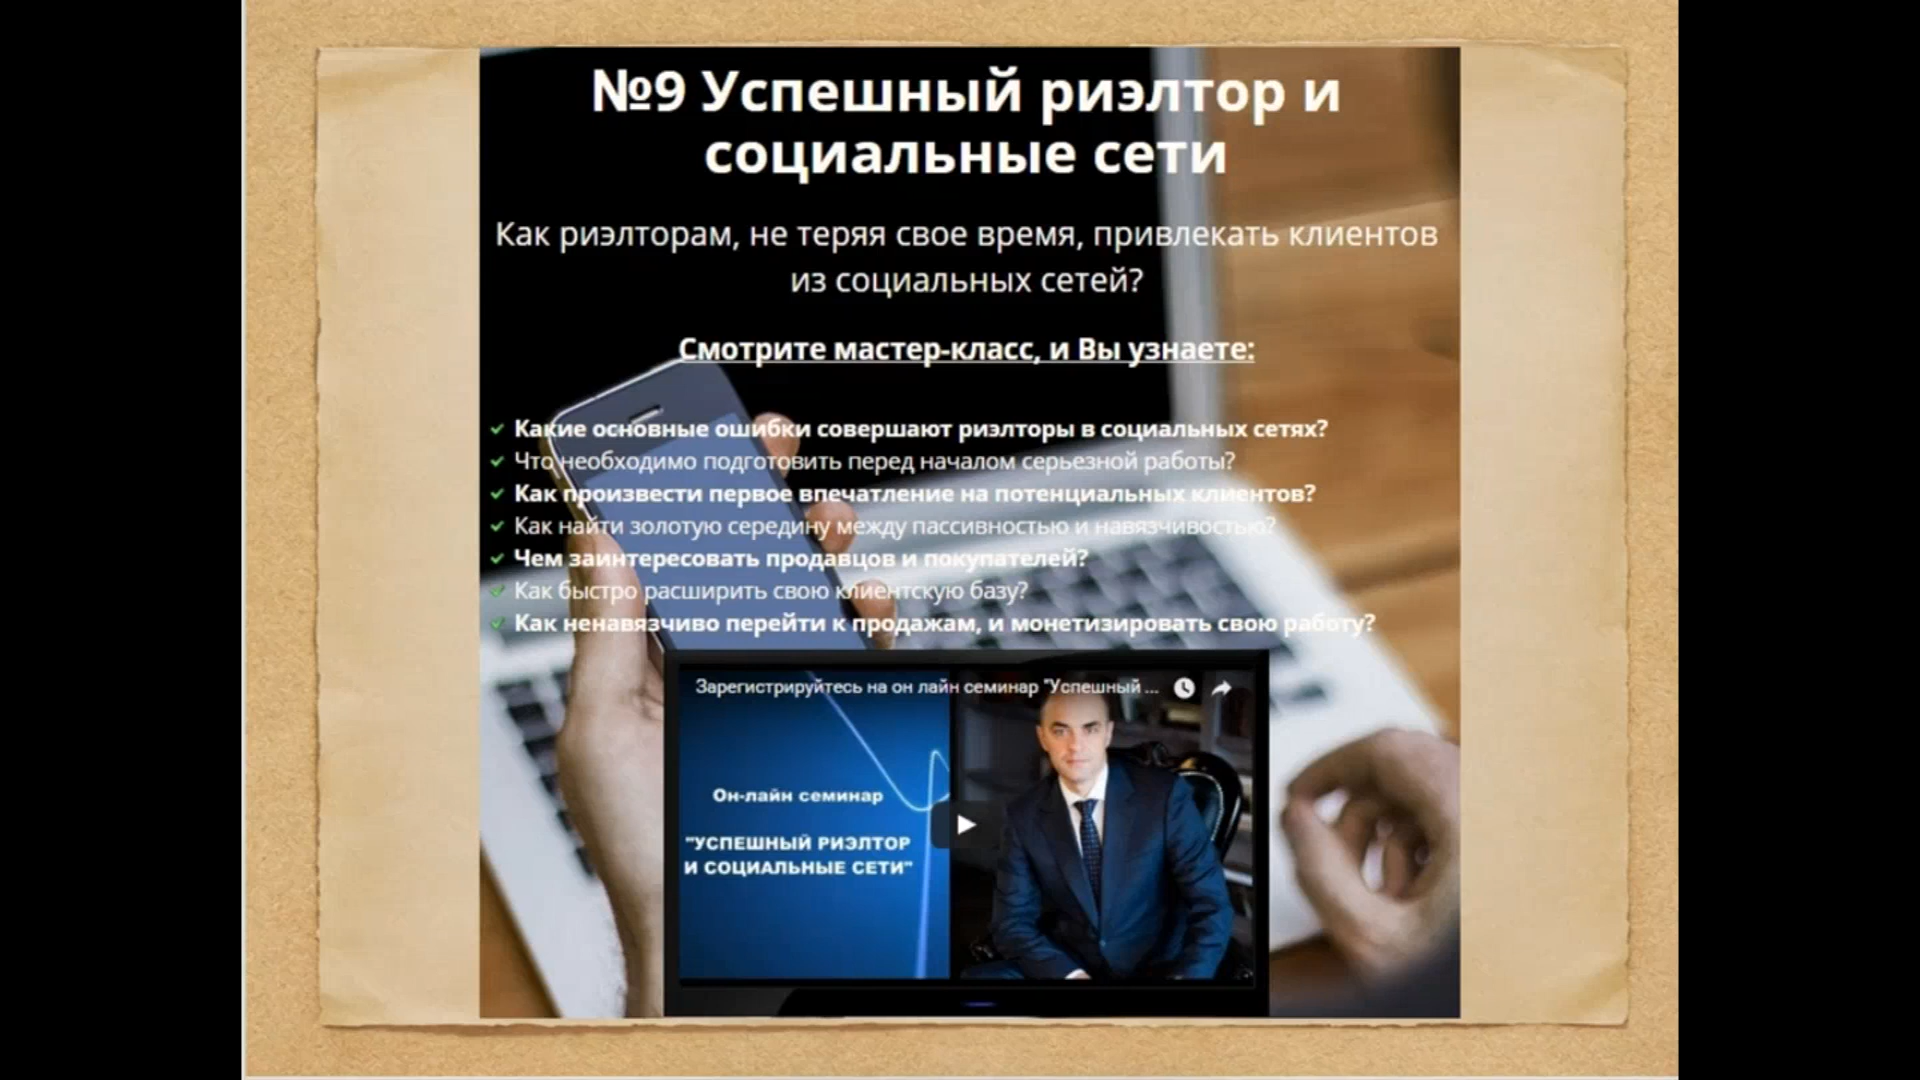 №9 Успешный риэлтор и
социальные сети
Как риэлторам, не теряя свое время, привлекать клиентов
из социальных сетей?
Смотрите мастер-класс, и Вы узнаете:
Какие основные ошибки совершают риэлторы в социальных сетях?
Что необходимо подготовить перед началом серьезной работы?
Как произвести первое впечатление на потенциальных клиентов?
Как найти золотую середину между пассивностью и навязчивостью?
Чем заинтересовать продавцов и покупателей?
Как быстро расширить свою клиентскую базу?
Как ненавязчиво перейти к продажам, и монетизировать свою работу?
Зарегистрируйтесь на он лайн семинар "Успешный ...
Он-лайн семинар
"УСПЕШНЫЙ РИЭЛТОР
И СОЦИАЛЬНЫЕ СЕТИ"